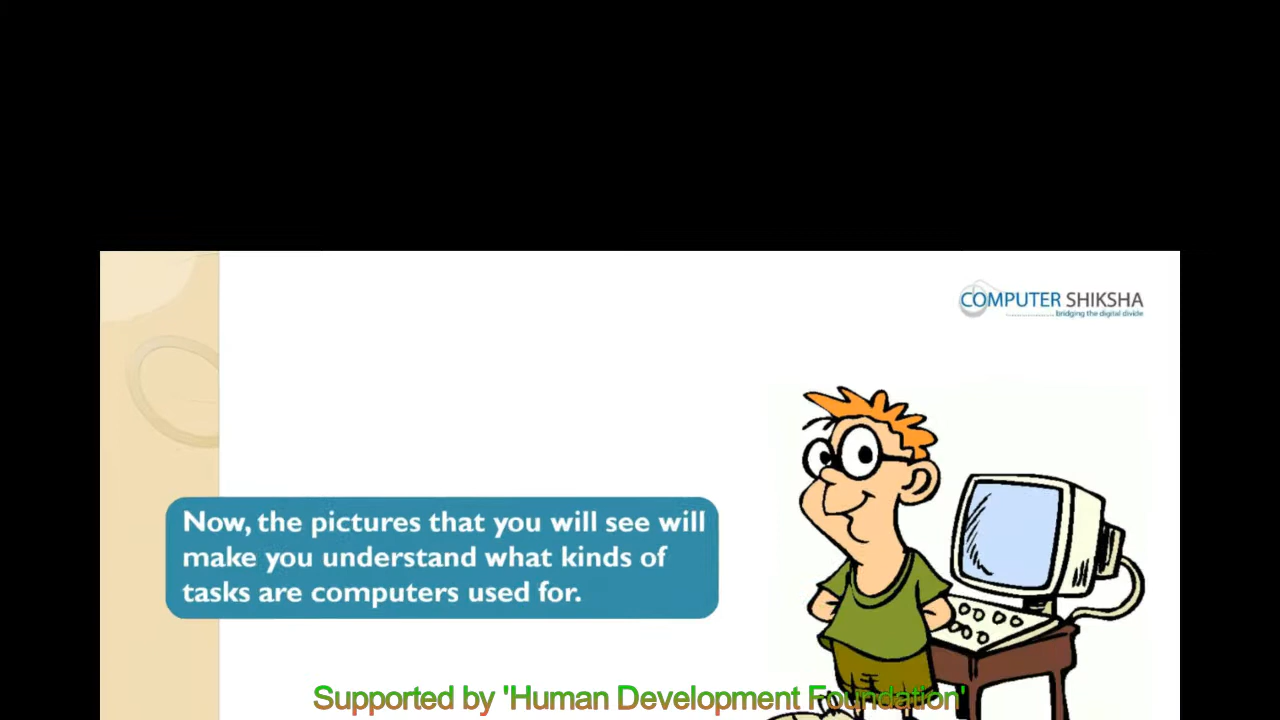 COMPUTER SHIKSHA
bridging the digital divide
Now, the pictures that you will see will
make you understand what kinds of
tasks are computers used for.
Supported by 'Human Development Foundation'